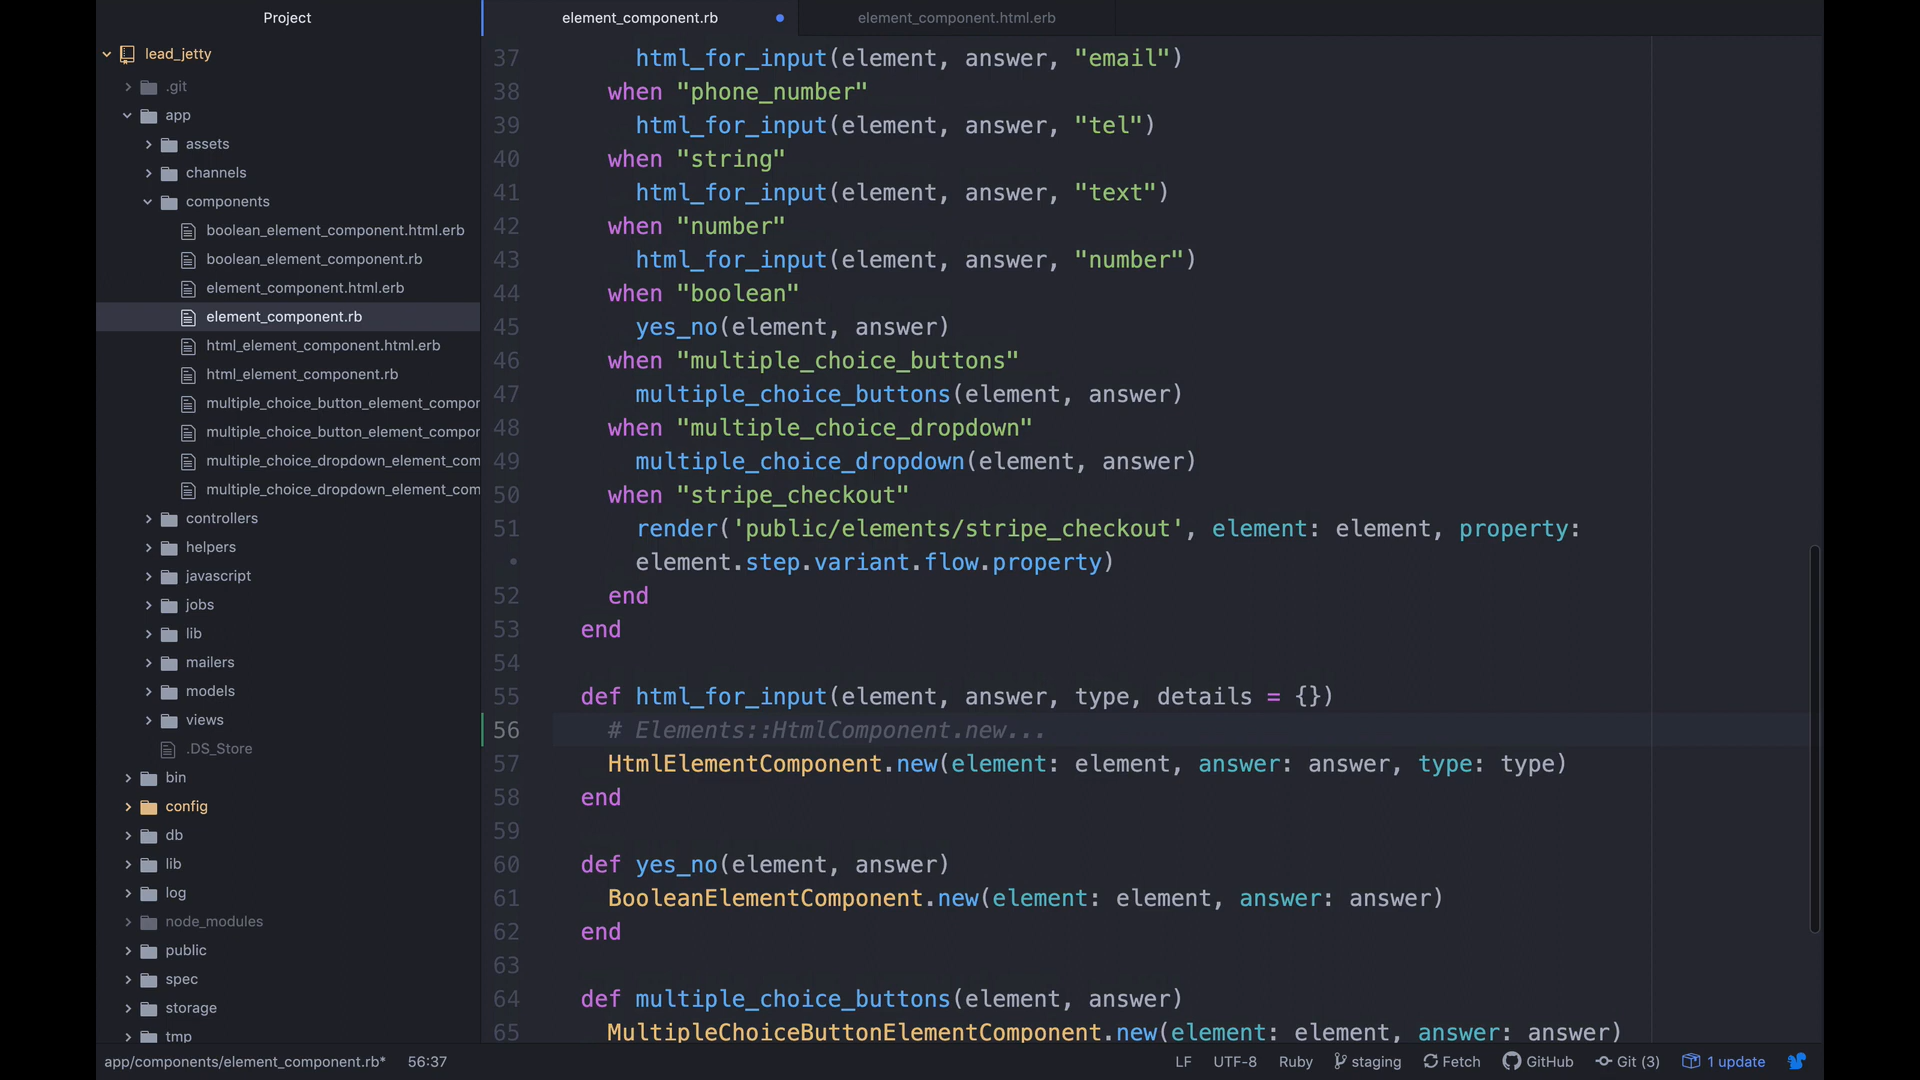 Project
element_component.rb
element_component.html.erb
lead_jetty
.git
app
assets
channels
components
boolean_element_component.html.erb
boolean_element_component.rb
element_component.html.erb
element_component.rb
html_element_component.html.erb
html_element_component.rb
multiple_choice_button_element_compor
multiple_choice_button_element_compor
multiple_choice_dropdown_element_com
multiple_choice_dropdown_element_com
controllers
helpers
javascript
jobs
lib
mailers
models
views
.DS_Store
bin
config
db
lib
log
node_modules
public
spec
storage
tmp
37 html_for_input(element, answer, "email")
38 when "phone_number"
39 html_for_input(element, answer, "tel")
40 when "string"
41 html_for_input(element, answer, "text")
42 when "number"
43 html_for_input(element, answer, "number")
44 when "boolean"
45 yes_no(element, answer)
46 when "multiple_choice_buttons"
47 multiple_choice_buttons(element, answer)
48 when "multiple_choice_dropdown"
49 multiple_choice_dropdown(element, answer)
50 when "stripe_checkout"
51 render('public/elements/stripe_checkout', element: element, property:
• element.step.variant.flow.property)
52 end
53 end
54
55 def html_for_input(element, answer, type, details = {})
56 # Elements::HtmlComponent.new...
57 HtmlElementComponent.new(element: element, answer: answer, type: type)
58 end
59
60 def yes_no(element, answer)
61 BooleanElementComponent.new(element: element, answer: answer)
62 end
63
64 def multiple_choice_buttons(element, answer)
65 MultipleChoiceButtonElementComponent.new(element: element, answer: answer)
app/components/element_component.rb* 56:37 LF UTF-8 Ruby staging Fetch GitHub Git (3) 1 update